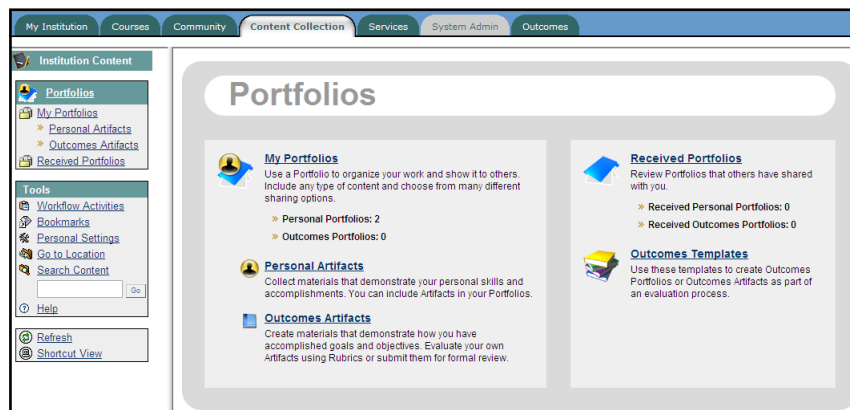 My Institution
Courses
Community
Content Collection
Services
System Admin
Outcomes
Institution Content
Portfolios
My Portfolios
» Personal Artifacts
» Outcomes Artifacts
Received Portfolios
Tools
Workflow Activities
Bookmarks
Personal Settings
Go to Location
Search Content
Go
Help
Refresh
Shortcut View
Portfolios
My Portfolios
Use a Portfolio to organize your work and show it to others.
Include any type of content and choose from many different
sharing options.
» Personal Portfolios: 2
» Outcomes Portfolios: 0
Personal Artifacts
Collect materials that demonstrate your personal skills and
accomplishments. You can include Artifacts in your Portfolios.
Outcomes Artifacts
Create materials that demonstrate how you have
accomplished goals and objectives. Evaluate your own
Artifacts using Rubrics or submit them for formal review.
Received Portfolios
Review Portfolios that others have shared
with you.
» Received Personal Portfolios: 0
» Received Outcomes Portfolios: 0
Outcomes Templates
Use these templates to create Outcomes
Portfolios or Outcomes Artifacts as part of
an evaluation process.